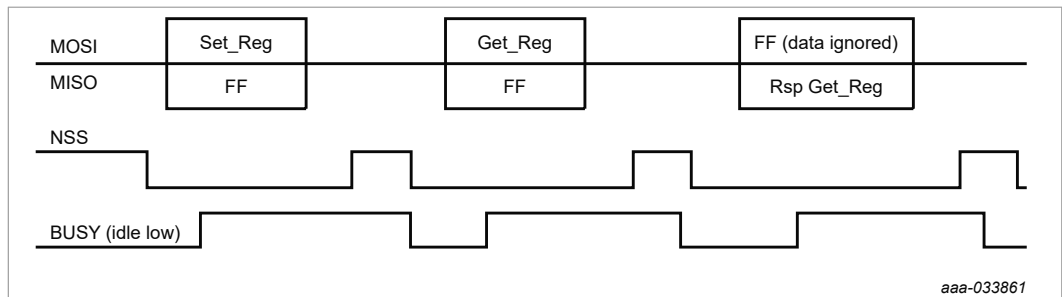 MOSI
Set_Reg
Get_Reg
FF (data ignored)
MISO
FF
FF
Rsp Get_Reg
NSS
BUSY (idle low)
aaa-033861